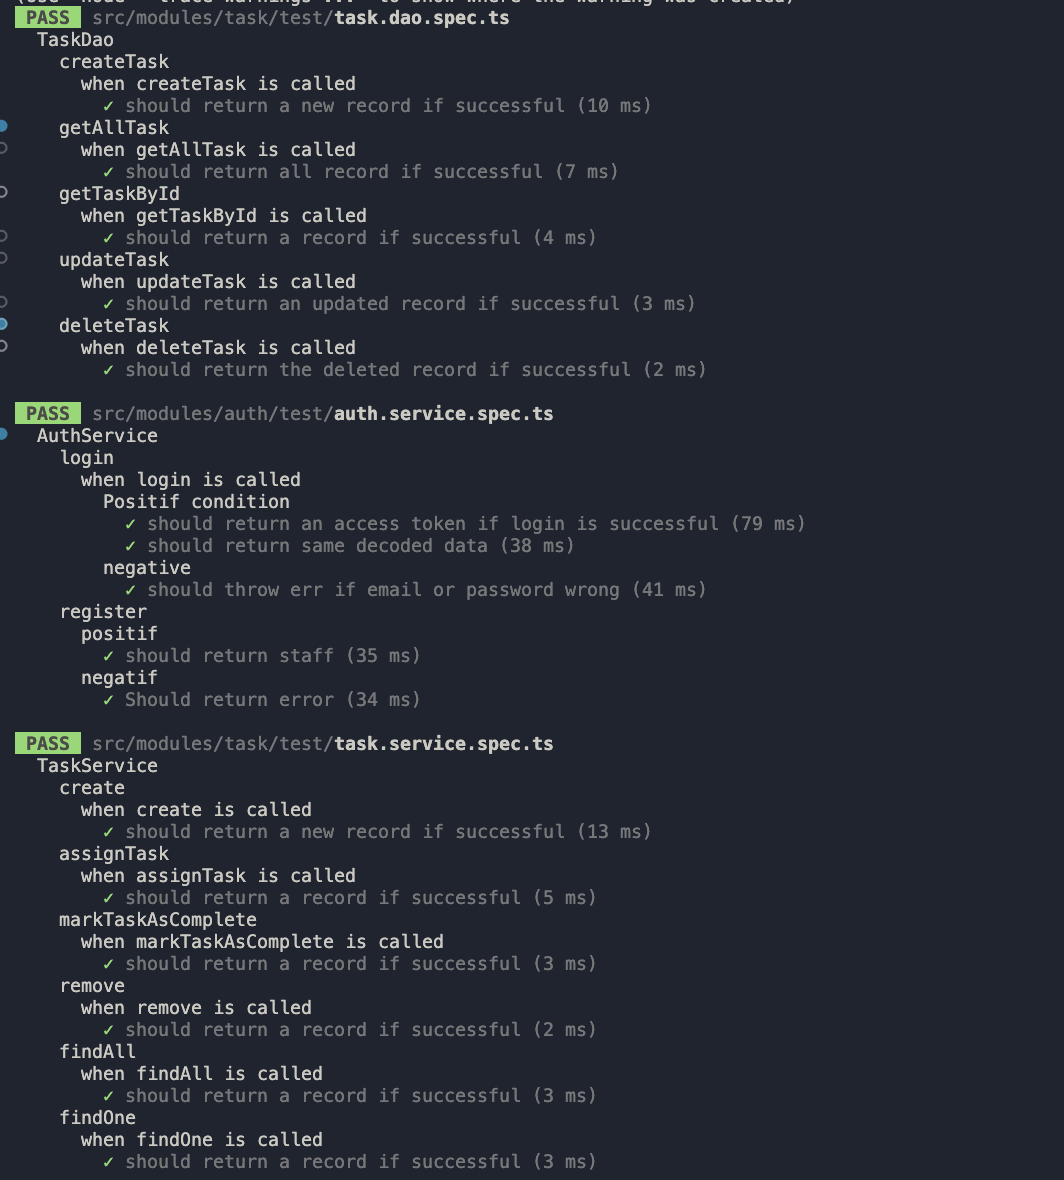 PASS src/modules/task/test/task.dao.spec.ts
TaskDao
createTask
when createTask is called
✓ should return a new record if successful (10 ms)
getAllTask
when getAllTask is called
✓ should return all record if successful (7 ms)
getTaskById
when getTaskById is called
✓ should return a record if successful (4 ms)
updateTask
when updateTask is called
✓ should return an updated record if successful (3 ms)
deleteTask
when deleteTask is called
✓ should return the deleted record if successful (2 ms)
PASS src/modules/auth/test/auth.service.spec.ts
AuthService
login
when login is called
Positif condition
✓ should return an access token if login is successful (79 ms)
✓ should return same decoded data (38 ms)
negative
✓ should throw err if email or password wrong (41 ms)
register
positif
✓ should return staff (35 ms)
negatif
✓ Should return error (34 ms)
PASS src/modules/task/test/task.service.spec.ts
TaskService
create
when create is called
✓ should return a new record if successful (13 ms)
assignTask
when assignTask is called
✓ should return a record if successful (5 ms)
markTaskAsComplete
when markTaskAsComplete is called
✓ should return a record if successful (3 ms)
remove
when remove is called
✓ should return a record if successful (2 ms)
findAll
when findAll is called
✓ should return a record if successful (3 ms)
findOne
when findOne is called
✓ should return a record if successful (3 ms)